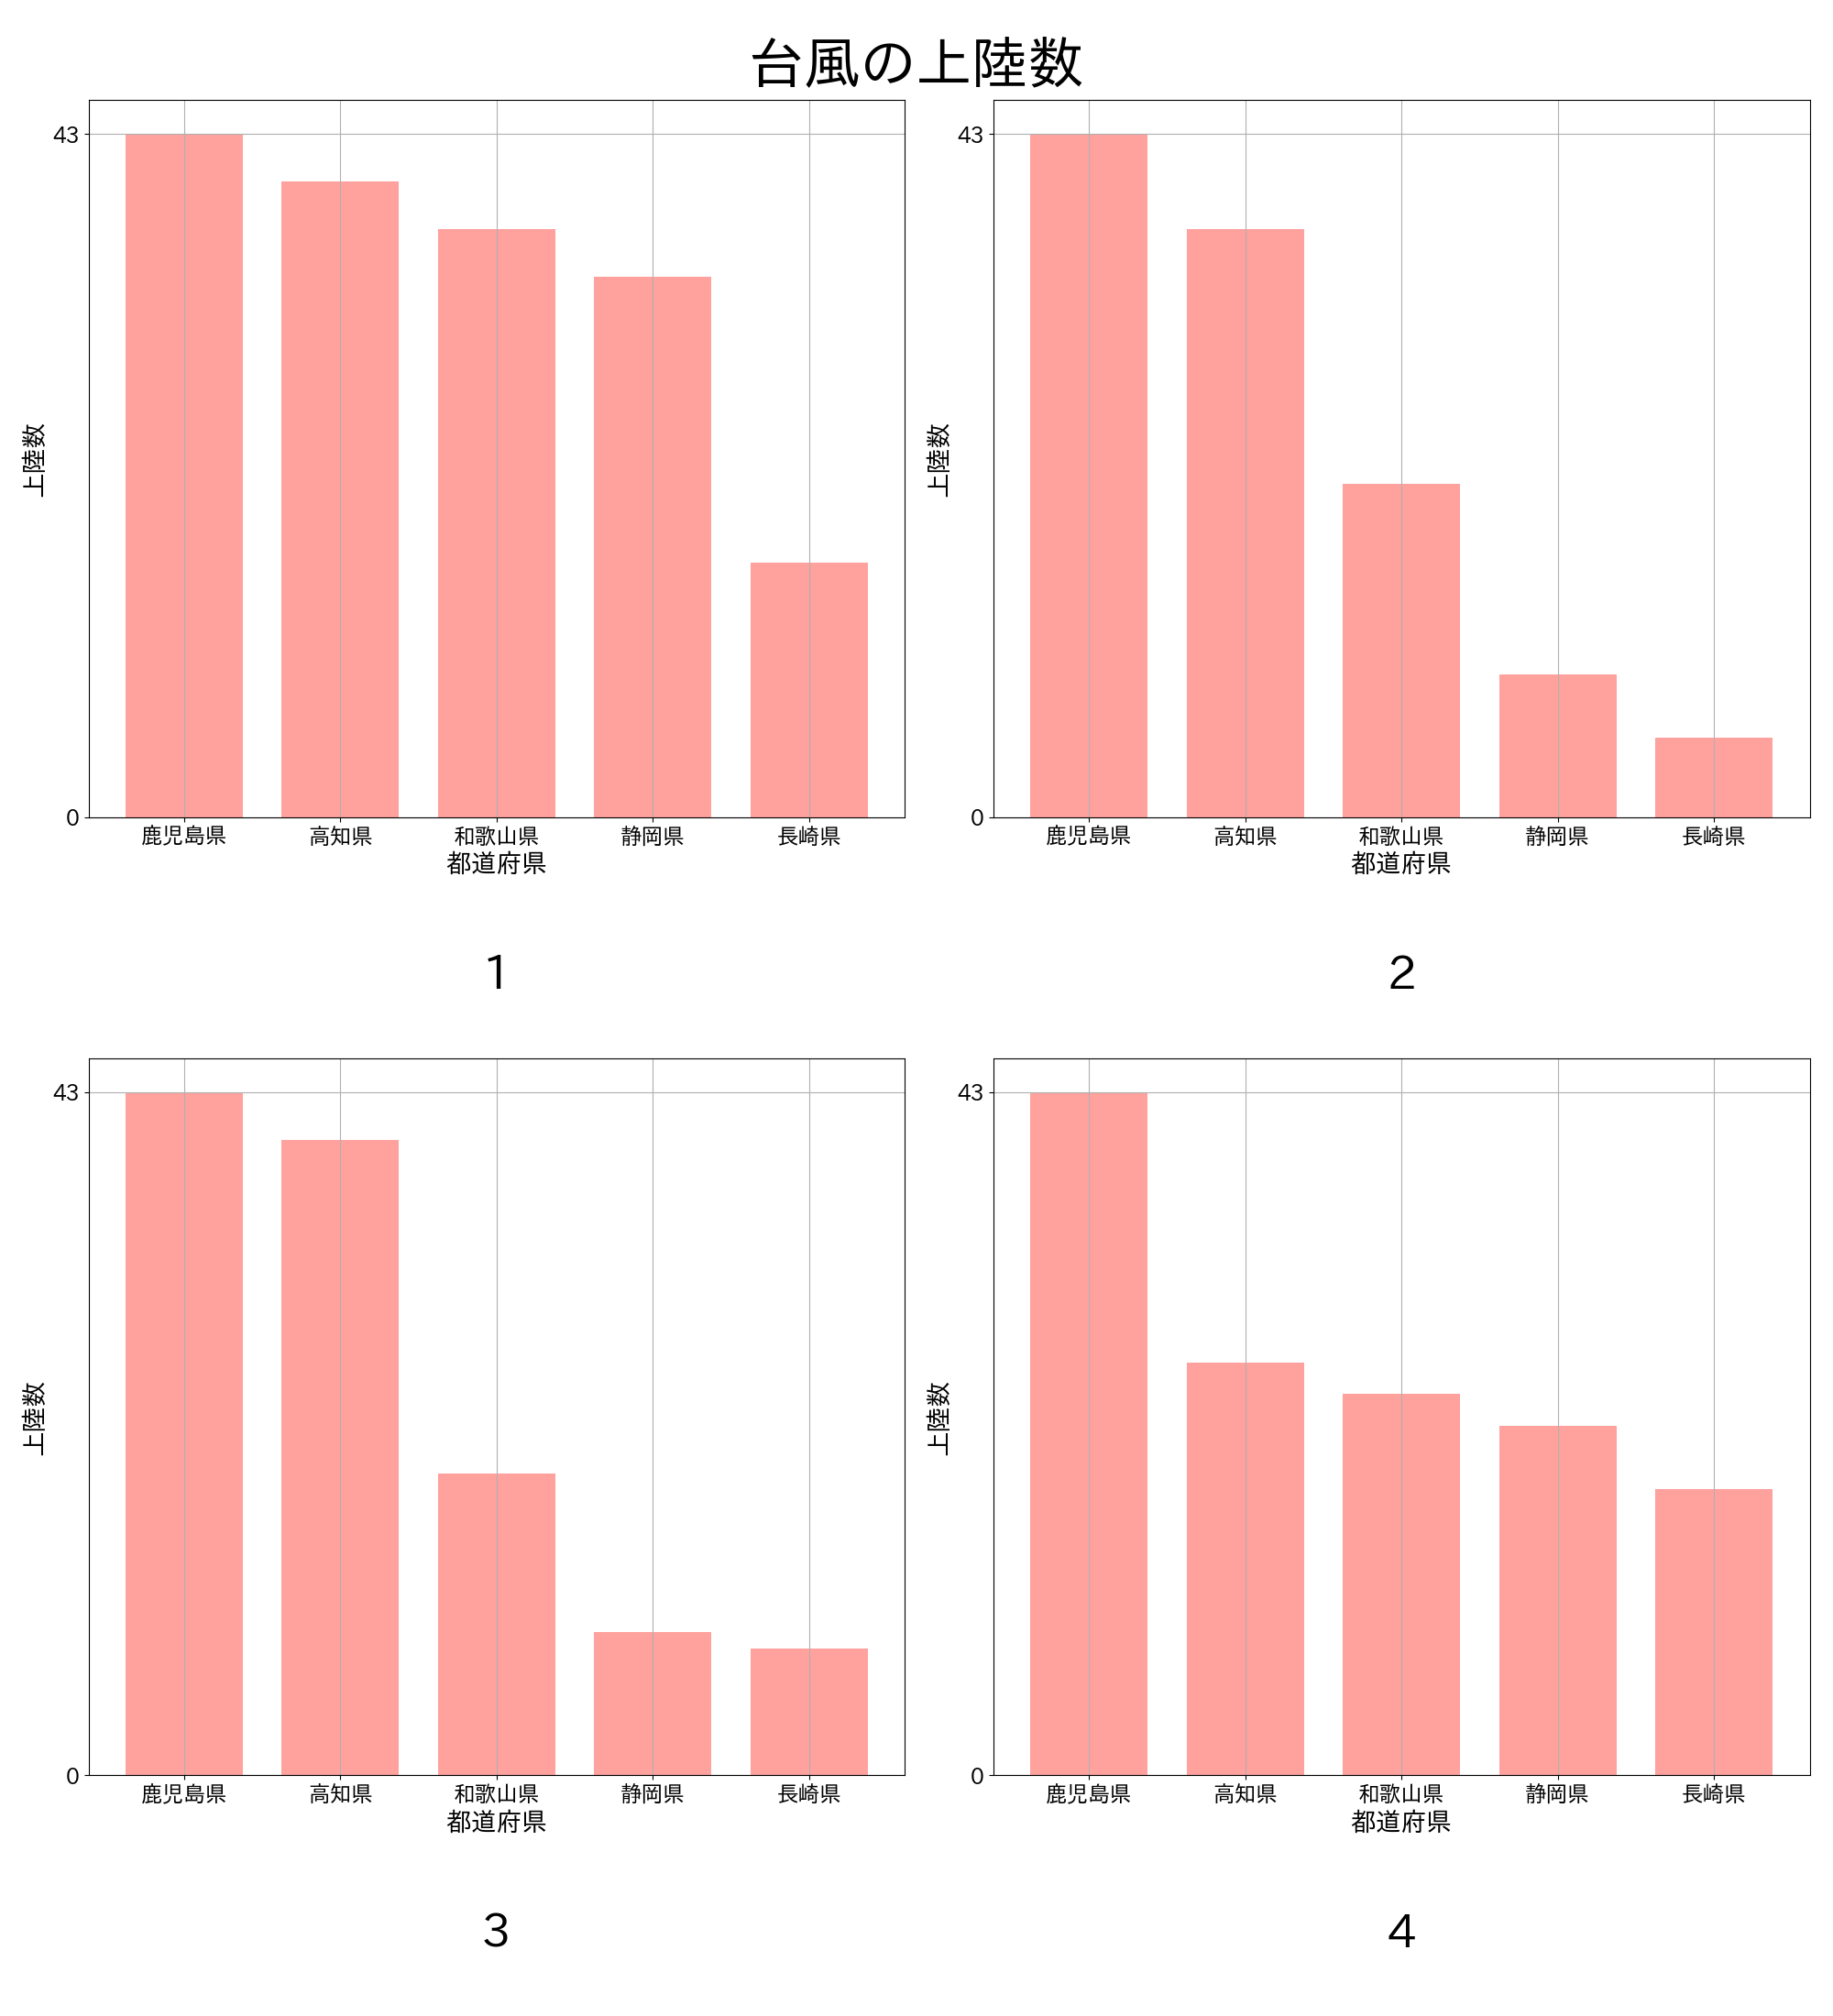 台風の上陸数
43
0
上陸数
鹿児島県 高知県 和歌山県 静岡県 長崎県
都道府県
1
43
0
上陸数
鹿児島県 高知県 和歌山県 静岡県 長崎県
都道府県
2
43
0
上陸数
鹿児島県 高知県 和歌山県 静岡県 長崎県
都道府県
3
43
0
上陸数
鹿児島県 高知県 和歌山県 静岡県 長崎県
都道府県
4